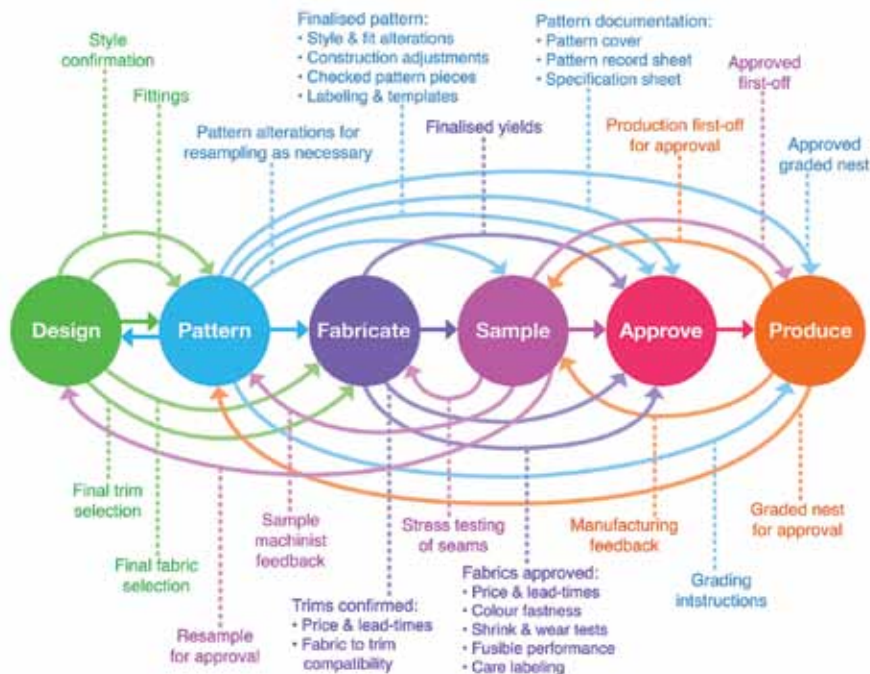 Style
confirmation
Fittings
Finalised pattern:
• Style & fit alterations
• Construction adjustments
• Checked pattern pieces
• Labeling & templates
Pattern alterations for
resampling as necessary
Finalised yields
Pattern documentation:
• Pattern cover
• Pattern record sheet
• Specification sheet
Production first-off
for approval
Approved
first-off
Approved
graded nest
Design
Pattern
Fabricate
Sample
Approve
Produce
Final trim
selection
Final fabric
selection
Resample
for approval
Sample
machinist
feedback
Trims confirmed:
• Price & lead-times
• Fabric to trim
compatibility
Stress testing
of seams
Fabrics approved:
• Price & lead-times
• Colour fastness
• Shrink & wear tests
• Fusible performance
• Care labeling
Manufacturing
feedback
Grading
intstructions
Graded nest
for approval